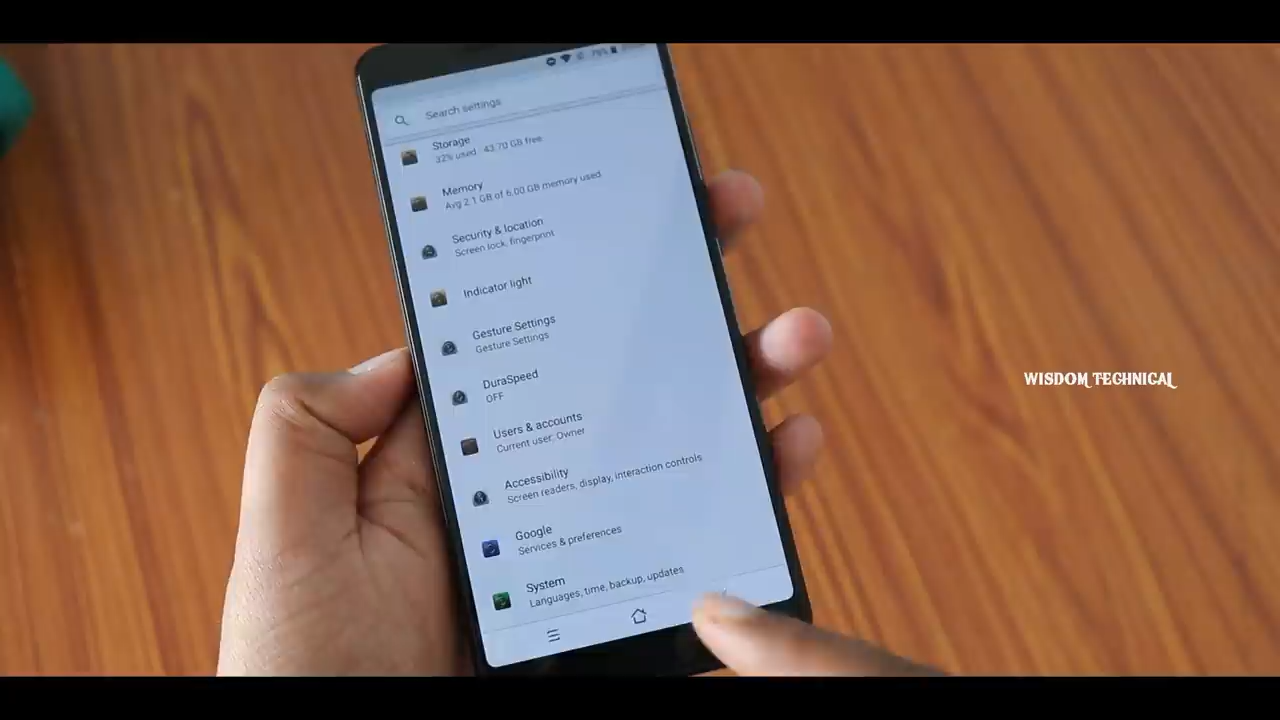 Search settings
Storage
32% used - 43.70 GB free
Memory
Avg 2.1 GB of 6.00 GB memory used
Security & location
Screen lock, fingerprint
Indicator light
Gesture Settings
Gesture Settings
DuraSpeed
OFF
Users & accounts
Current user: Owner
Accessibility
Screen readers, display, interaction controls
Google
Services & preferences
System
Languages, time, backup, updates
WISDOM TECHNICAL